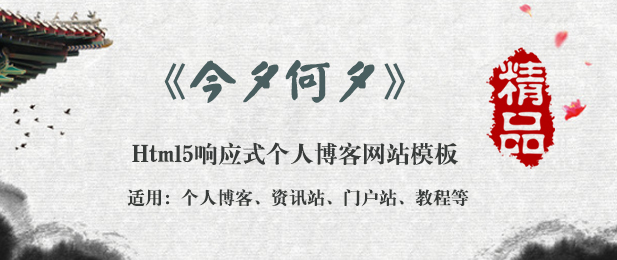 《今夕何夕》
精品
Html5响应式个人博客网站模板
适用：个人博客、资讯站、门户站、教程等